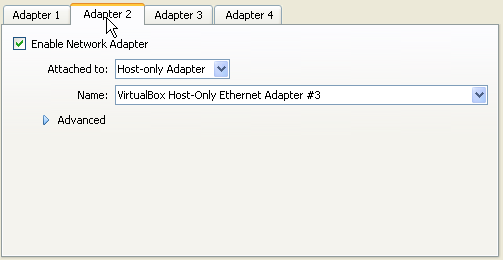 Adapter 1 Adapter 2 Adapter 3 Adapter 4
Enable Network Adapter
Attached to: Host-only Adapter
Name: VirtualBox Host-Only Ethernet Adapter #3
Advanced